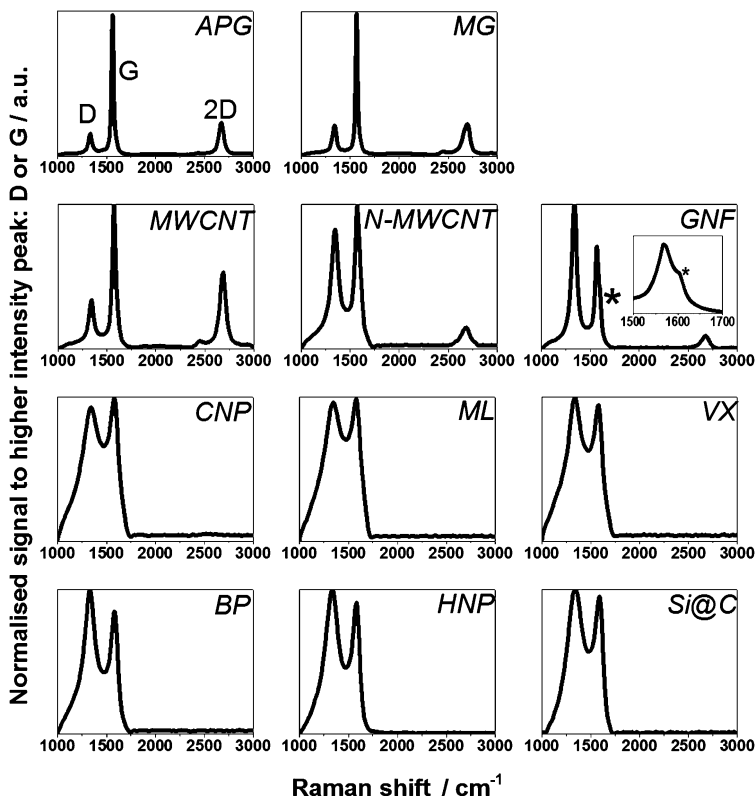 Normalised signal to higher intensity peak: D or G / a.u.
APG
D
G
2D
1000 1500 2000 2500 3000
MG
1000 1500 2000 2500 3000
MWCNT
1000 1500 2000 2500 3000
N-MWCNT
1000 1500 2000 2500 3000
GNF
*
*
1500 1600 1700
1000 1500 2000 2500 3000
CNP
1000 1500 2000 2500 3000
ML
1000 1500 2000 2500 3000
VX
1000 1500 2000 2500 3000
BP
1000 1500 2000 2500 3000
HNP
1000 1500 2000 2500 3000
Si@C
1000 1500 2000 2500 3000
Raman shift / cm-1